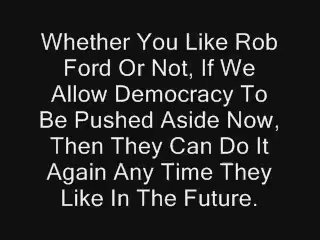 Whether You Like Rob
Ford Or Not, If We
Allow Democracy To
Be Pushed Aside Now,
Then They Can Do It
Again Any Time They
Like In The Future.